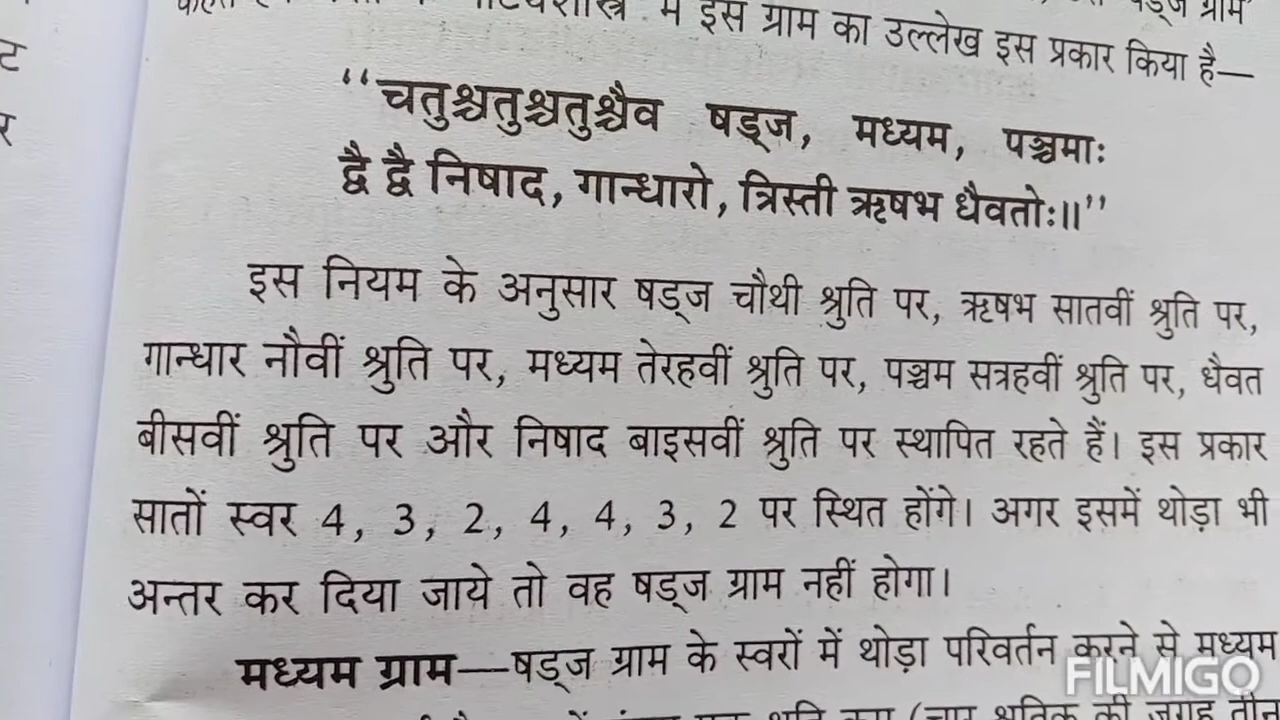 में इस ग्राम का उल्लेख इस प्रकार किया है—
‘‘चतुश्चतुश्चतुश्चैव षड्ज, मध्यम, पञ्चमाः
द्वै द्वै निषाद, गान्धारो, त्रिस्ती ऋषभ धैवतोः॥’’
इस नियम के अनुसार षड्ज चौथी श्रुति पर, ऋषभ सातवीं श्रुति पर,
गान्धार नौवीं श्रुति पर, मध्यम तेरहवीं श्रुति पर, पञ्चम सत्रहवीं श्रुति पर, धैवत
बीसवीं श्रुति पर और निषाद बाइसवीं श्रुति पर स्थापित रहते हैं। इस प्रकार
सातों स्वर 4, 3, 2, 4, 4, 3, 2 पर स्थित होंगे। अगर इसमें थोड़ा भी
अन्तर कर दिया जाये तो वह षड्ज ग्राम नहीं होगा।
मध्यम ग्राम—षड्ज ग्राम के स्वरों में थोड़ा परिवर्तन करने से मध्यम
FILMIGO